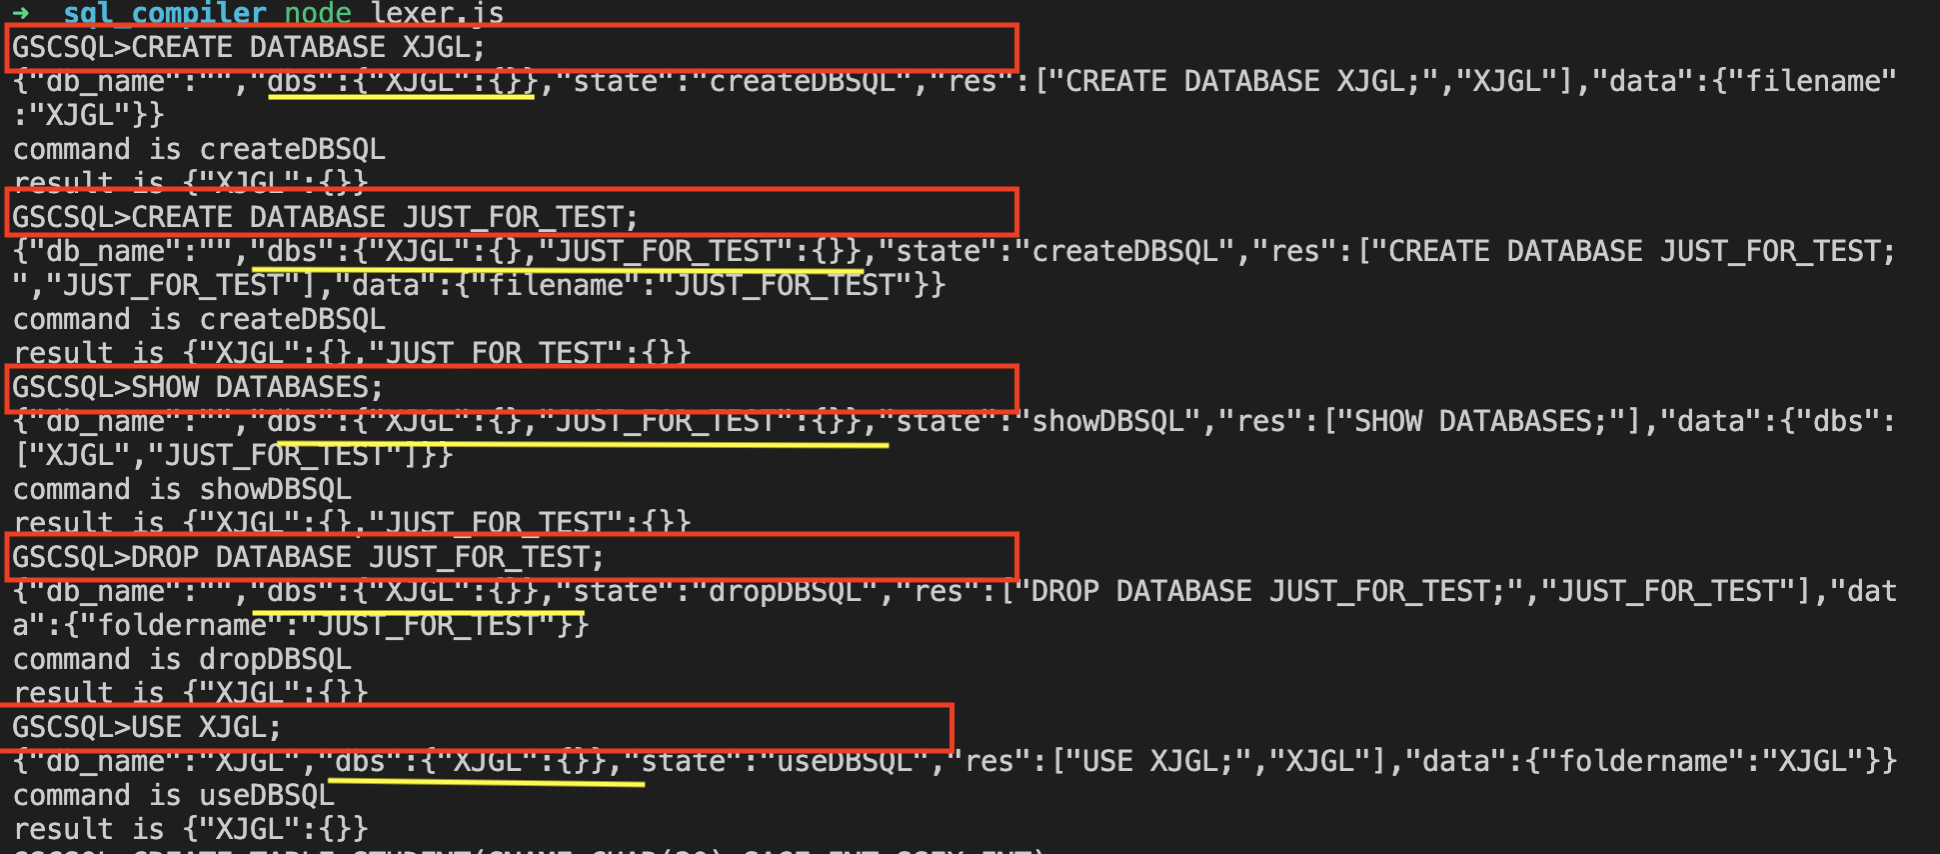 ➜  sql_compiler node lexer.js
GSCSQL>CREATE DATABASE XJGL;
{"db_name":"","dbs":{"XJGL":{}},"state":"createDBSQL","res":["CREATE DATABASE XJGL;","XJGL"],"data":{"filename"
:"XJGL"}}
command is createDBSQL
result is {"XJGL":{}}
GSCSQL>CREATE DATABASE JUST_FOR_TEST;
{"db_name":"","dbs":{"XJGL":{},"JUST_FOR_TEST":{}},"state":"createDBSQL","res":["CREATE DATABASE JUST_FOR_TEST;
","JUST_FOR_TEST"],"data":{"filename":"JUST_FOR_TEST"}}
command is createDBSQL
result is {"XJGL":{},"JUST_FOR_TEST":{}}
GSCSQL>SHOW DATABASES;
{"db_name":"","dbs":{"XJGL":{},"JUST_FOR_TEST":{}},"state":"showDBSQL","res":["SHOW DATABASES;"],"data":{"dbs":
["XJGL","JUST_FOR_TEST"]}}
command is showDBSQL
result is {"XJGL":{},"JUST_FOR_TEST":{}}
GSCSQL>DROP DATABASE JUST_FOR_TEST;
{"db_name":"","dbs":{"XJGL":{}},"state":"dropDBSQL","res":["DROP DATABASE JUST_FOR_TEST;","JUST_FOR_TEST"],"dat
a":{"foldername":"JUST_FOR_TEST"}}
command is dropDBSQL
result is {"XJGL":{}}
GSCSQL>USE XJGL;
{"db_name":"XJGL","dbs":{"XJGL":{}},"state":"useDBSQL","res":["USE XJGL;","XJGL"],"data":{"foldername":"XJGL"}}
command is useDBSQL
result is {"XJGL":{}}